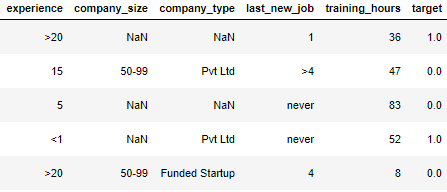 experience company_size company_type last_new_job training_hours target
>20 NaN NaN 1 36 1.0
15 50-99 Pvt Ltd >4 47 0.0
5 NaN NaN never 83 0.0
<1 NaN Pvt Ltd never 52 1.0
>20 50-99 Funded Startup 4 8 0.0